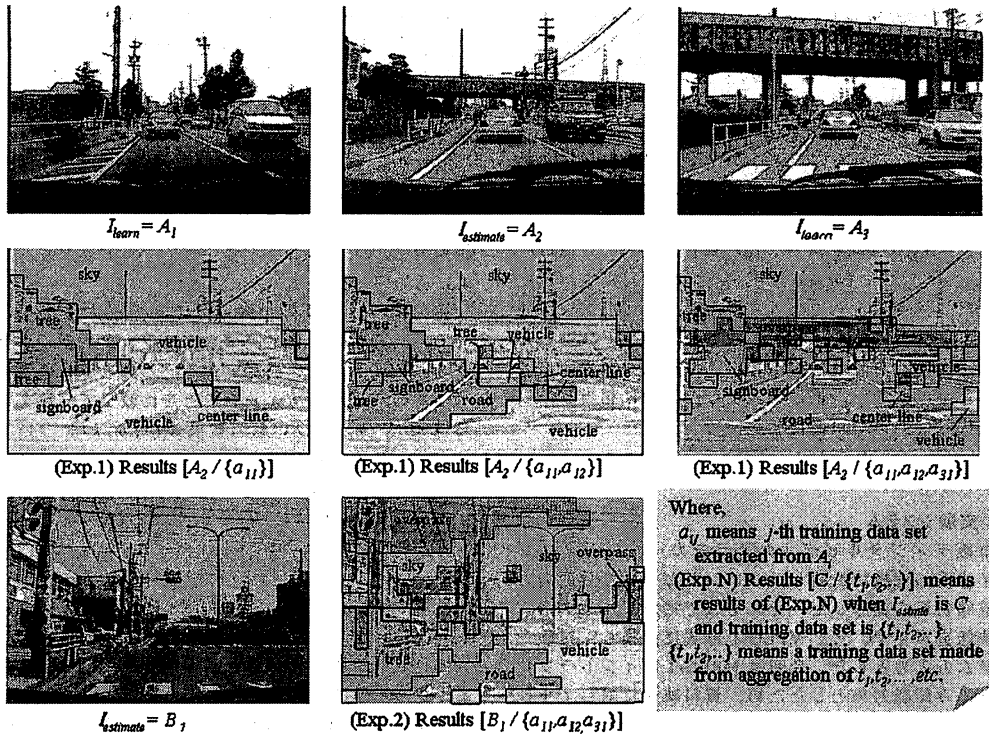 I_learn = A_1
I_estimate = A_2
I_learn = A_3
sky
tree
vehicle
tree
signboard
center line
vehicle
(Exp.1) Results [A_2 / {a_11}]
sky
tree
tree
vehicle
center line
tree
signboard
road
vehicle
(Exp.1) Results [A_2 / {a_11,a_12}]
sky
tree
overpass
vehicle
signboard
road
center line
vehicle
(Exp.1) Results [A_2 / {a_11,a_12,a_31}]
I_estimate = B_1
sky
sky
overpass
tree
vehicle
road
(Exp.2) Results [B_1 / {a_11,a_12,a_31}]
Where,
a_ij means j-th training data set
extracted from A_i
(Exp.N) Results [C / {t_1,t_2,..}] means
results of (Exp.N) when I_estimate is C
and training data set is {t_1,t_2,..}.
{t_1,t_2,..} means a training data set made
from aggregation of t_1,t_2,...,etc.